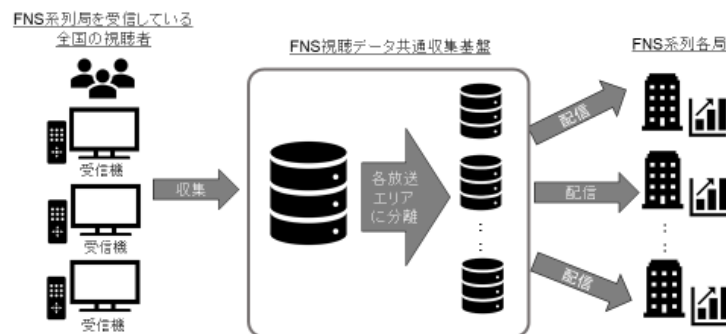 FNS系列局を受信している
全国の視聴者
受信機
受信機
受信機
収集
FNS視聴データ共通収集基盤
各放送
エリア
に分離
:
:
配信
配信
配信
FNS系列各局
:
: